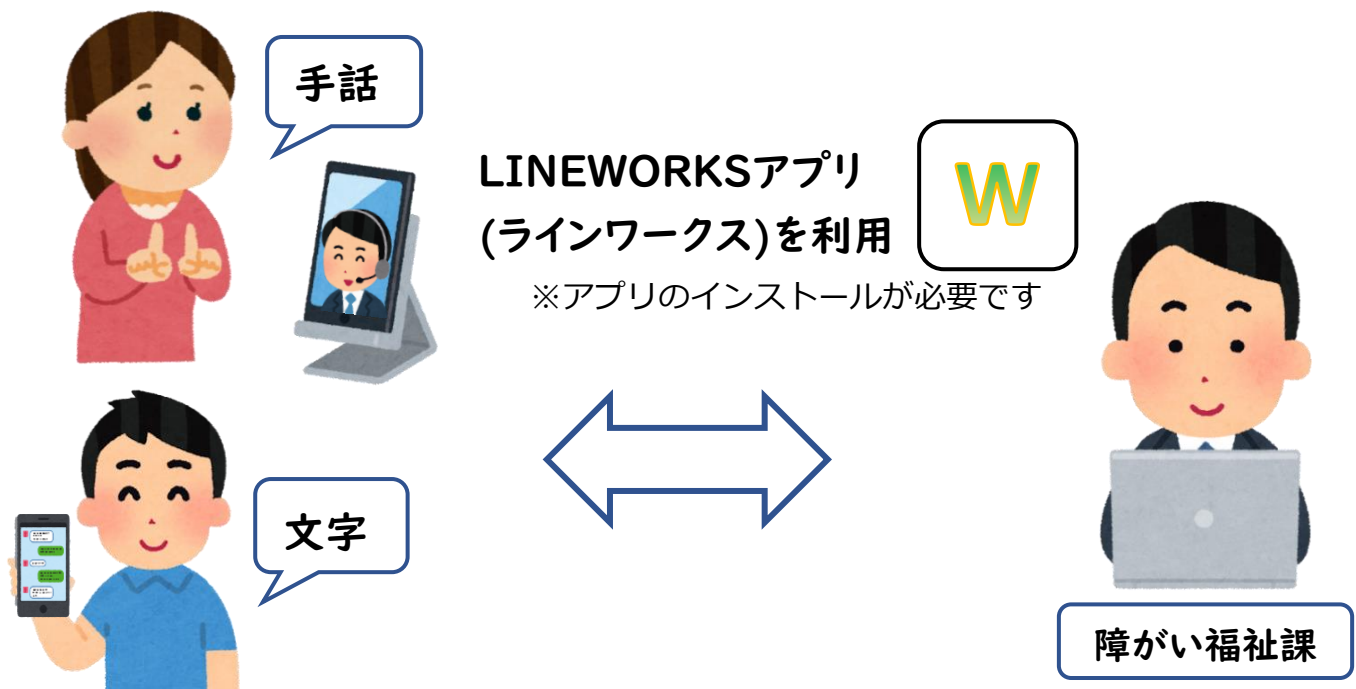 手話
LINEWORKSアプリ
(ラインワークス)を利用
W
※アプリのインストールが必要です
文字
障がい福祉課